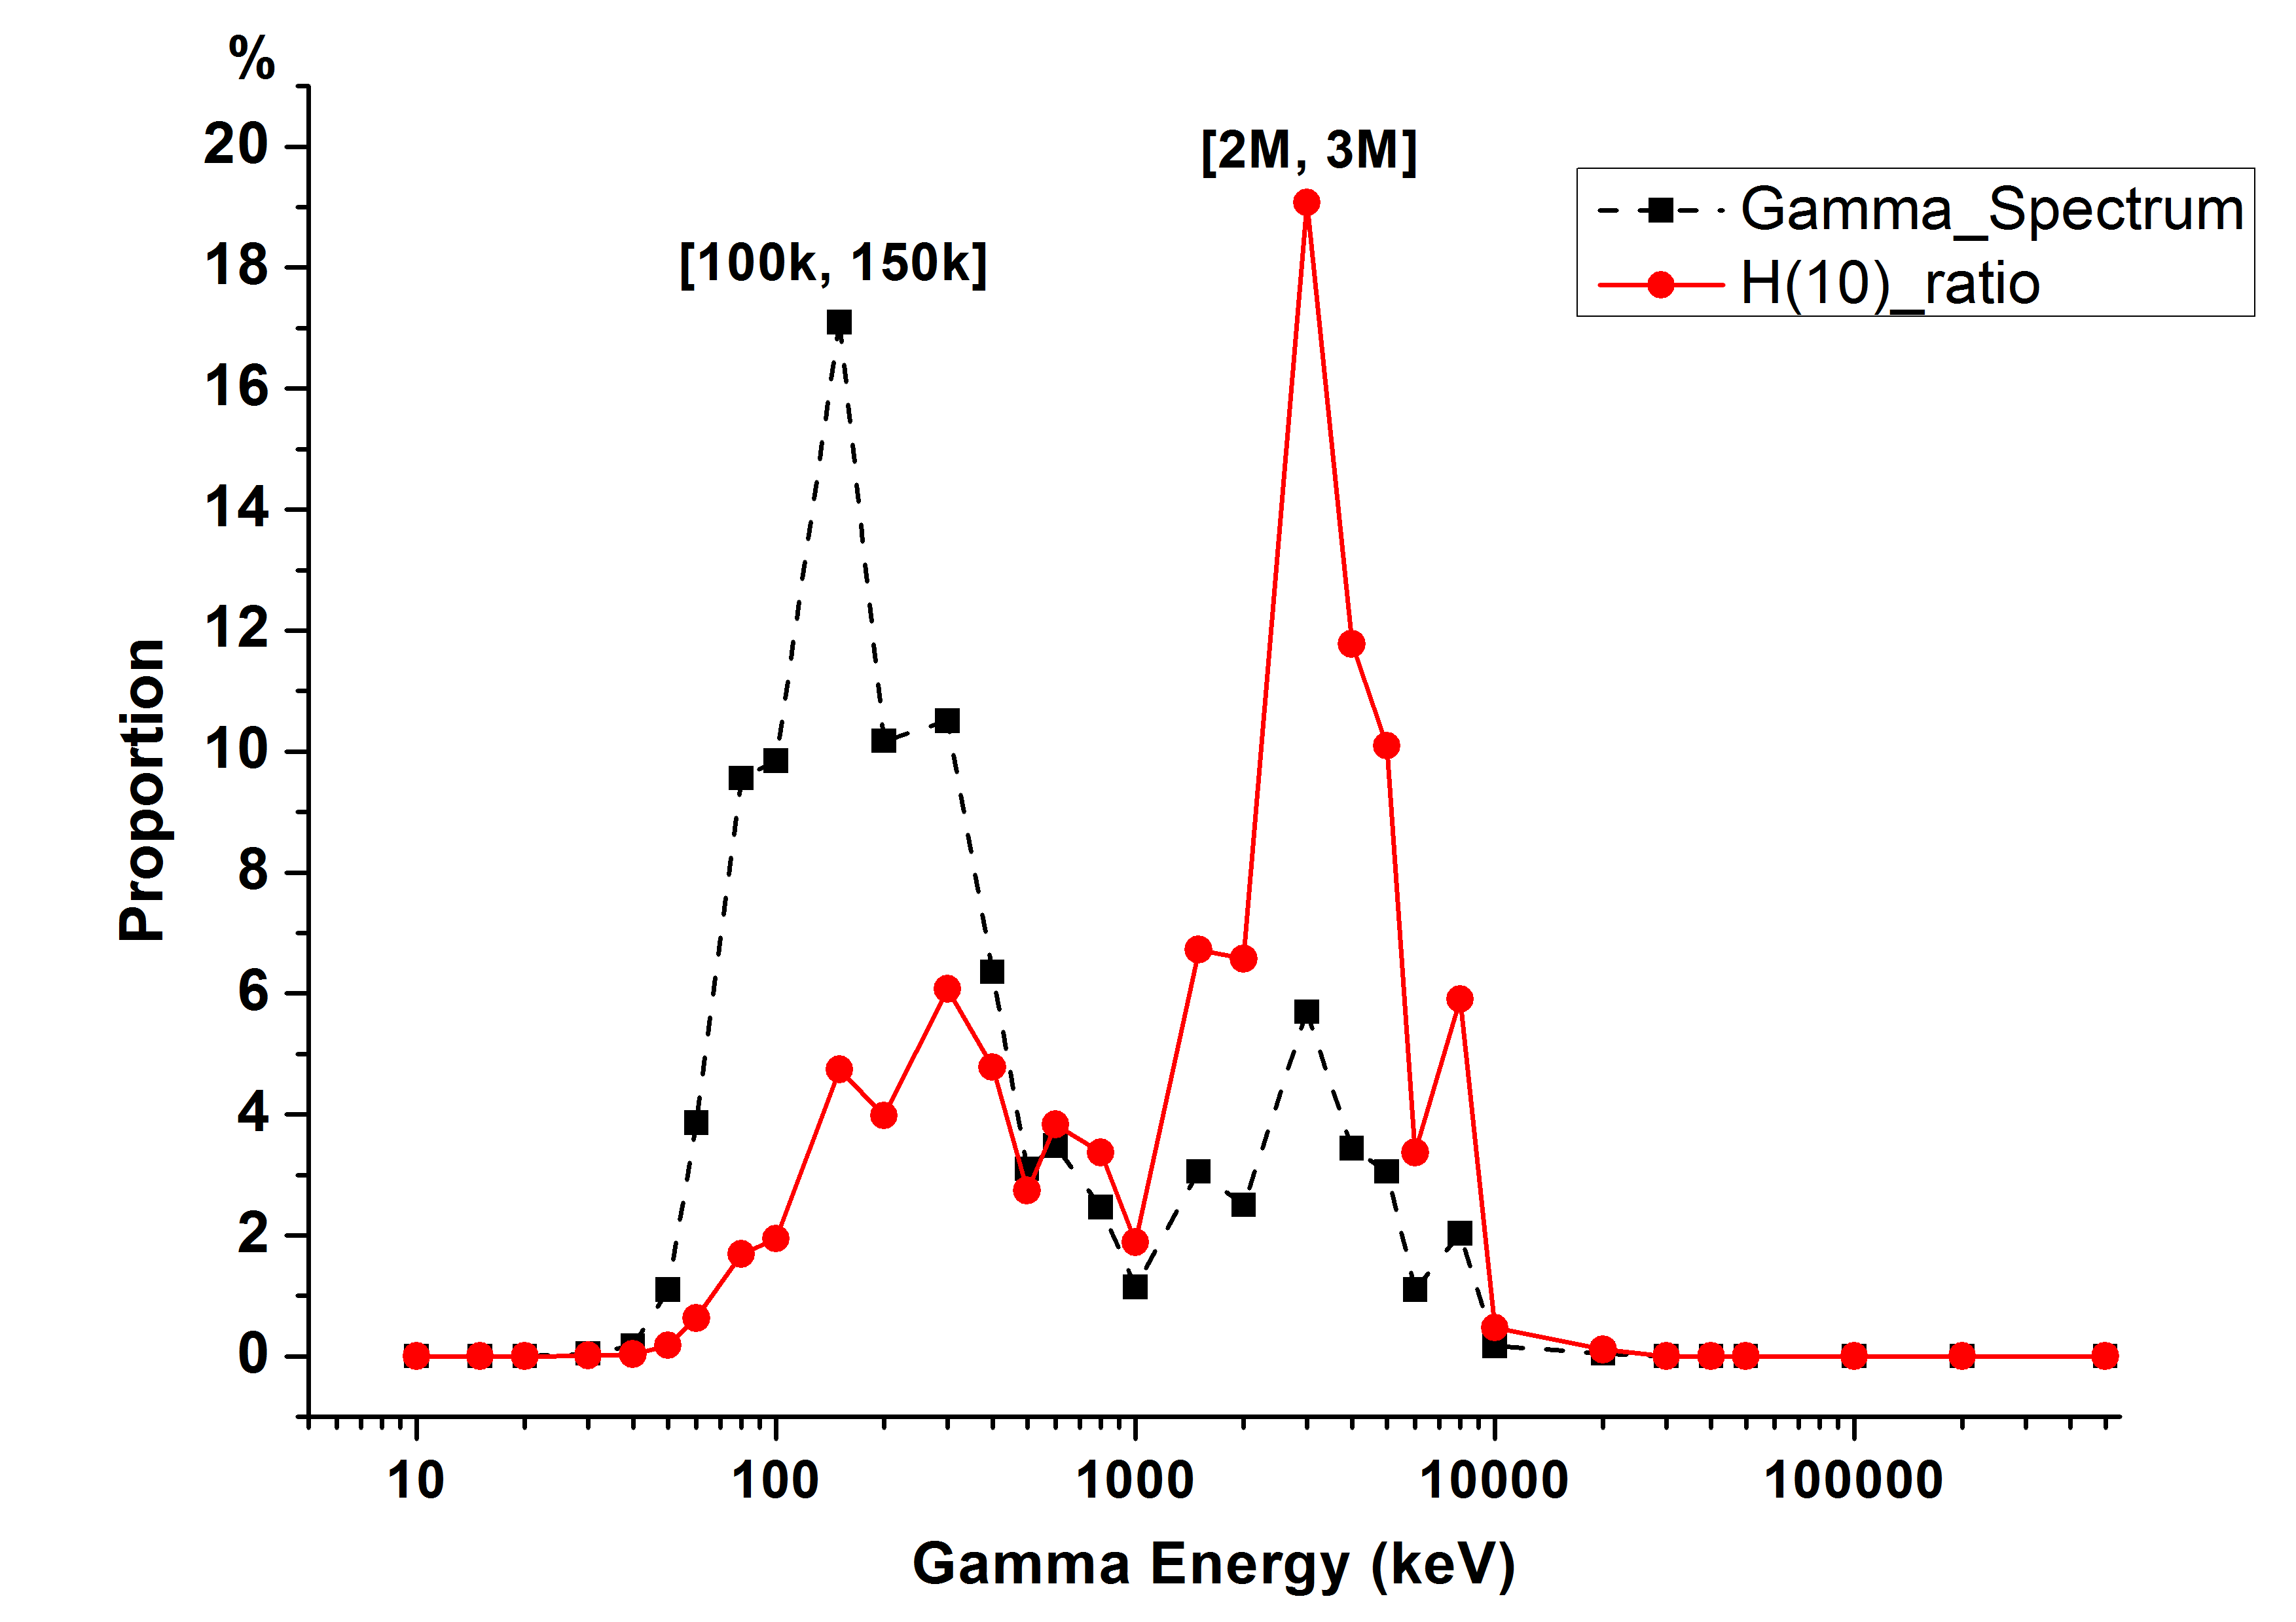 %
20
18
16
14
12
10
8
6
4
2
0
Proportion
[100k, 150k]
[2M, 3M]
Gamma_Spectrum
H(10)_ratio
10 100 1000 10000 100000
Gamma Energy (keV)